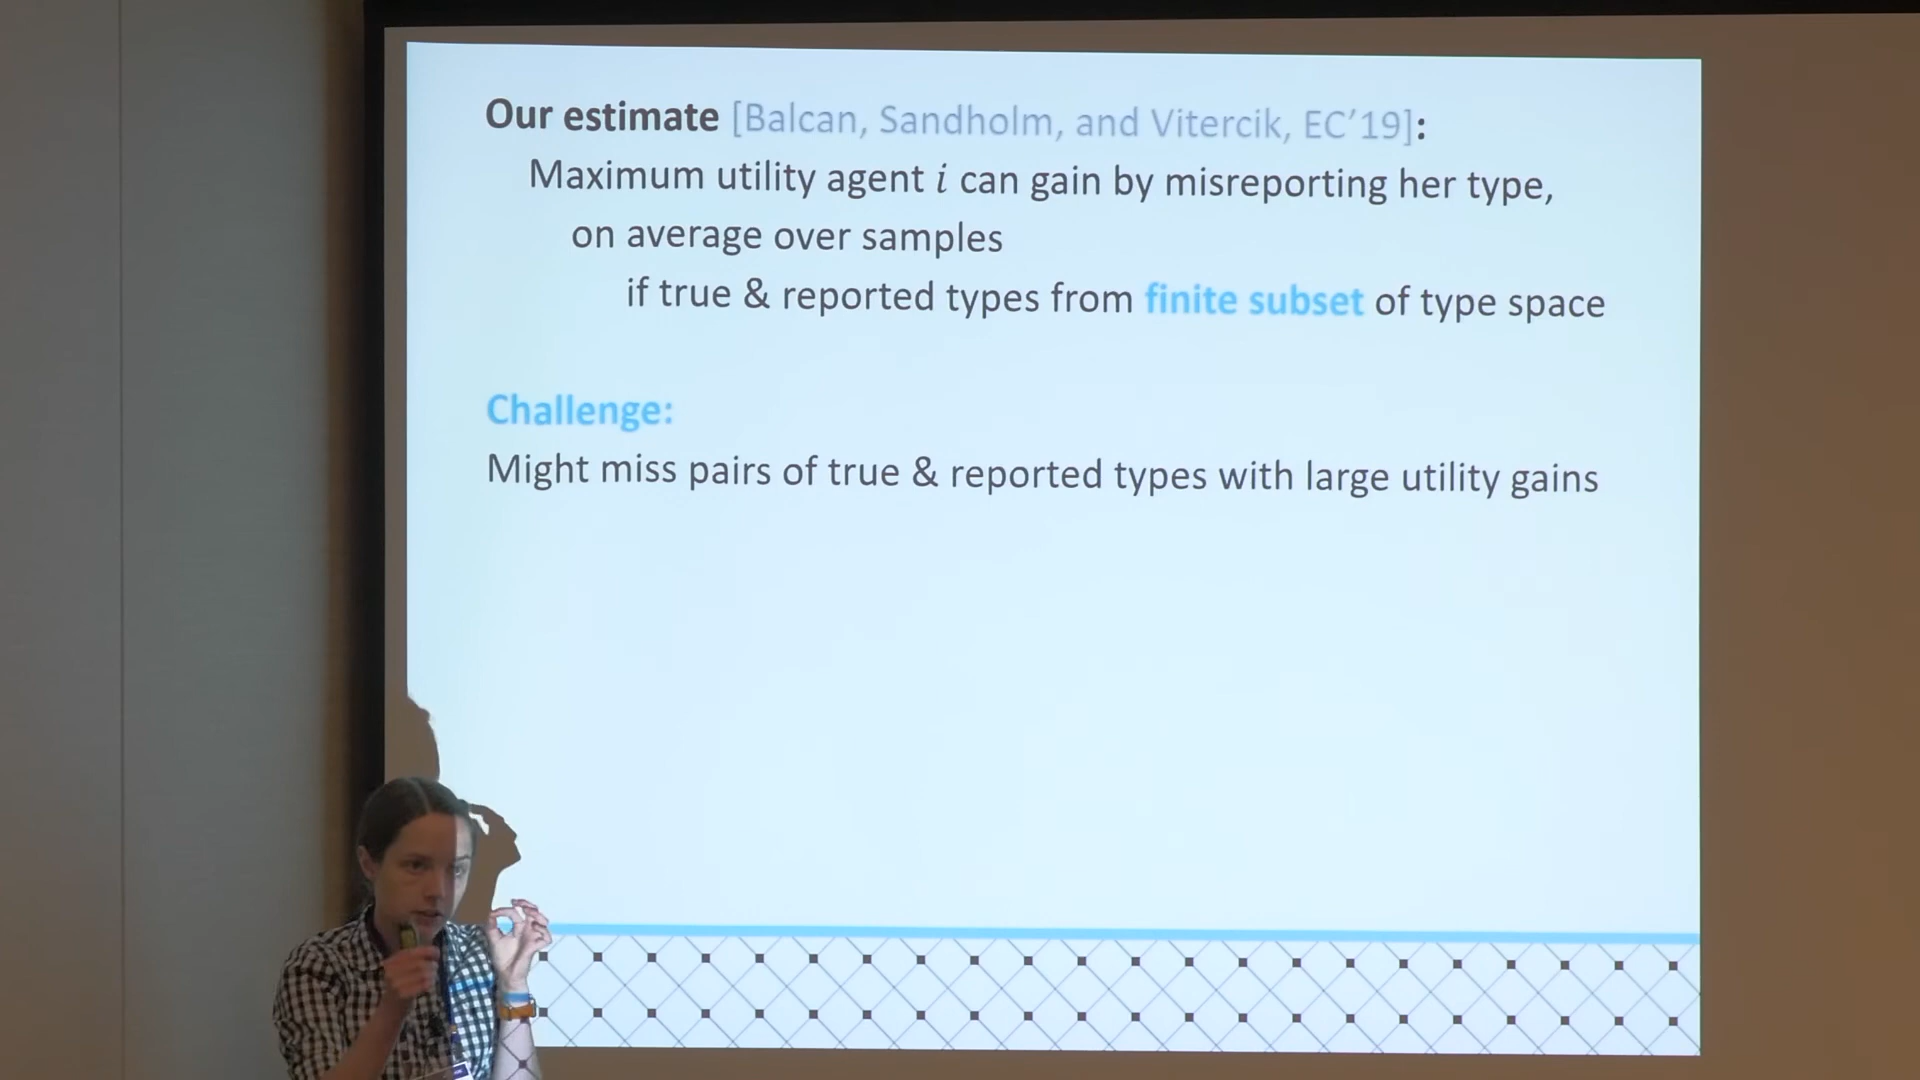 Our estimate [Balcan, Sandholm, and Vitercik, EC’19]:
Maximum utility agent i can gain by misreporting her type,
on average over samples
if true & reported types from finite subset of type space
Challenge:
Might miss pairs of true & reported types with large utility gains